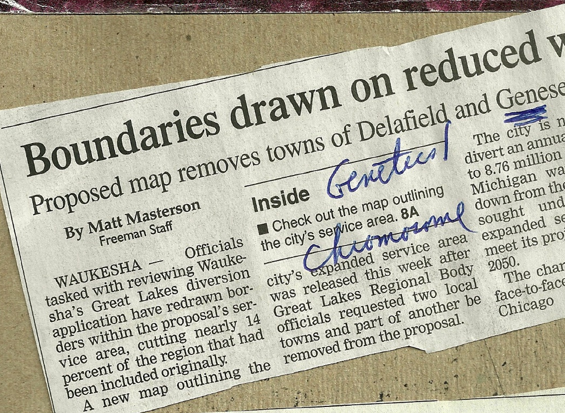 Boundaries drawn on reduced
Proposed map removes towns of Delafield and Genese
By Matt Masterson
Freeman Staff
WAUKESHA — Officials
tasked with reviewing Wauke-
sha's Great Lakes diversion
application have redrawn bor-
ders within the proposal's ser-
vice area, cutting nearly 14
percent of the region that had
been included originally.
A new map outlining the
Inside
Genetics!
■ Check out the map outlining
the city's service area. 8A
Chromosome
city's expanded service area
was released this week after
Great Lakes Regional Body
officials requested two local
towns and part of another be
removed from the proposal.
The city is n
divert an annua
to 8.76 million
Michigan wa
down from the
sought und
expanded se
meet its pro
2050.
The chan
face-to-face
Chicago